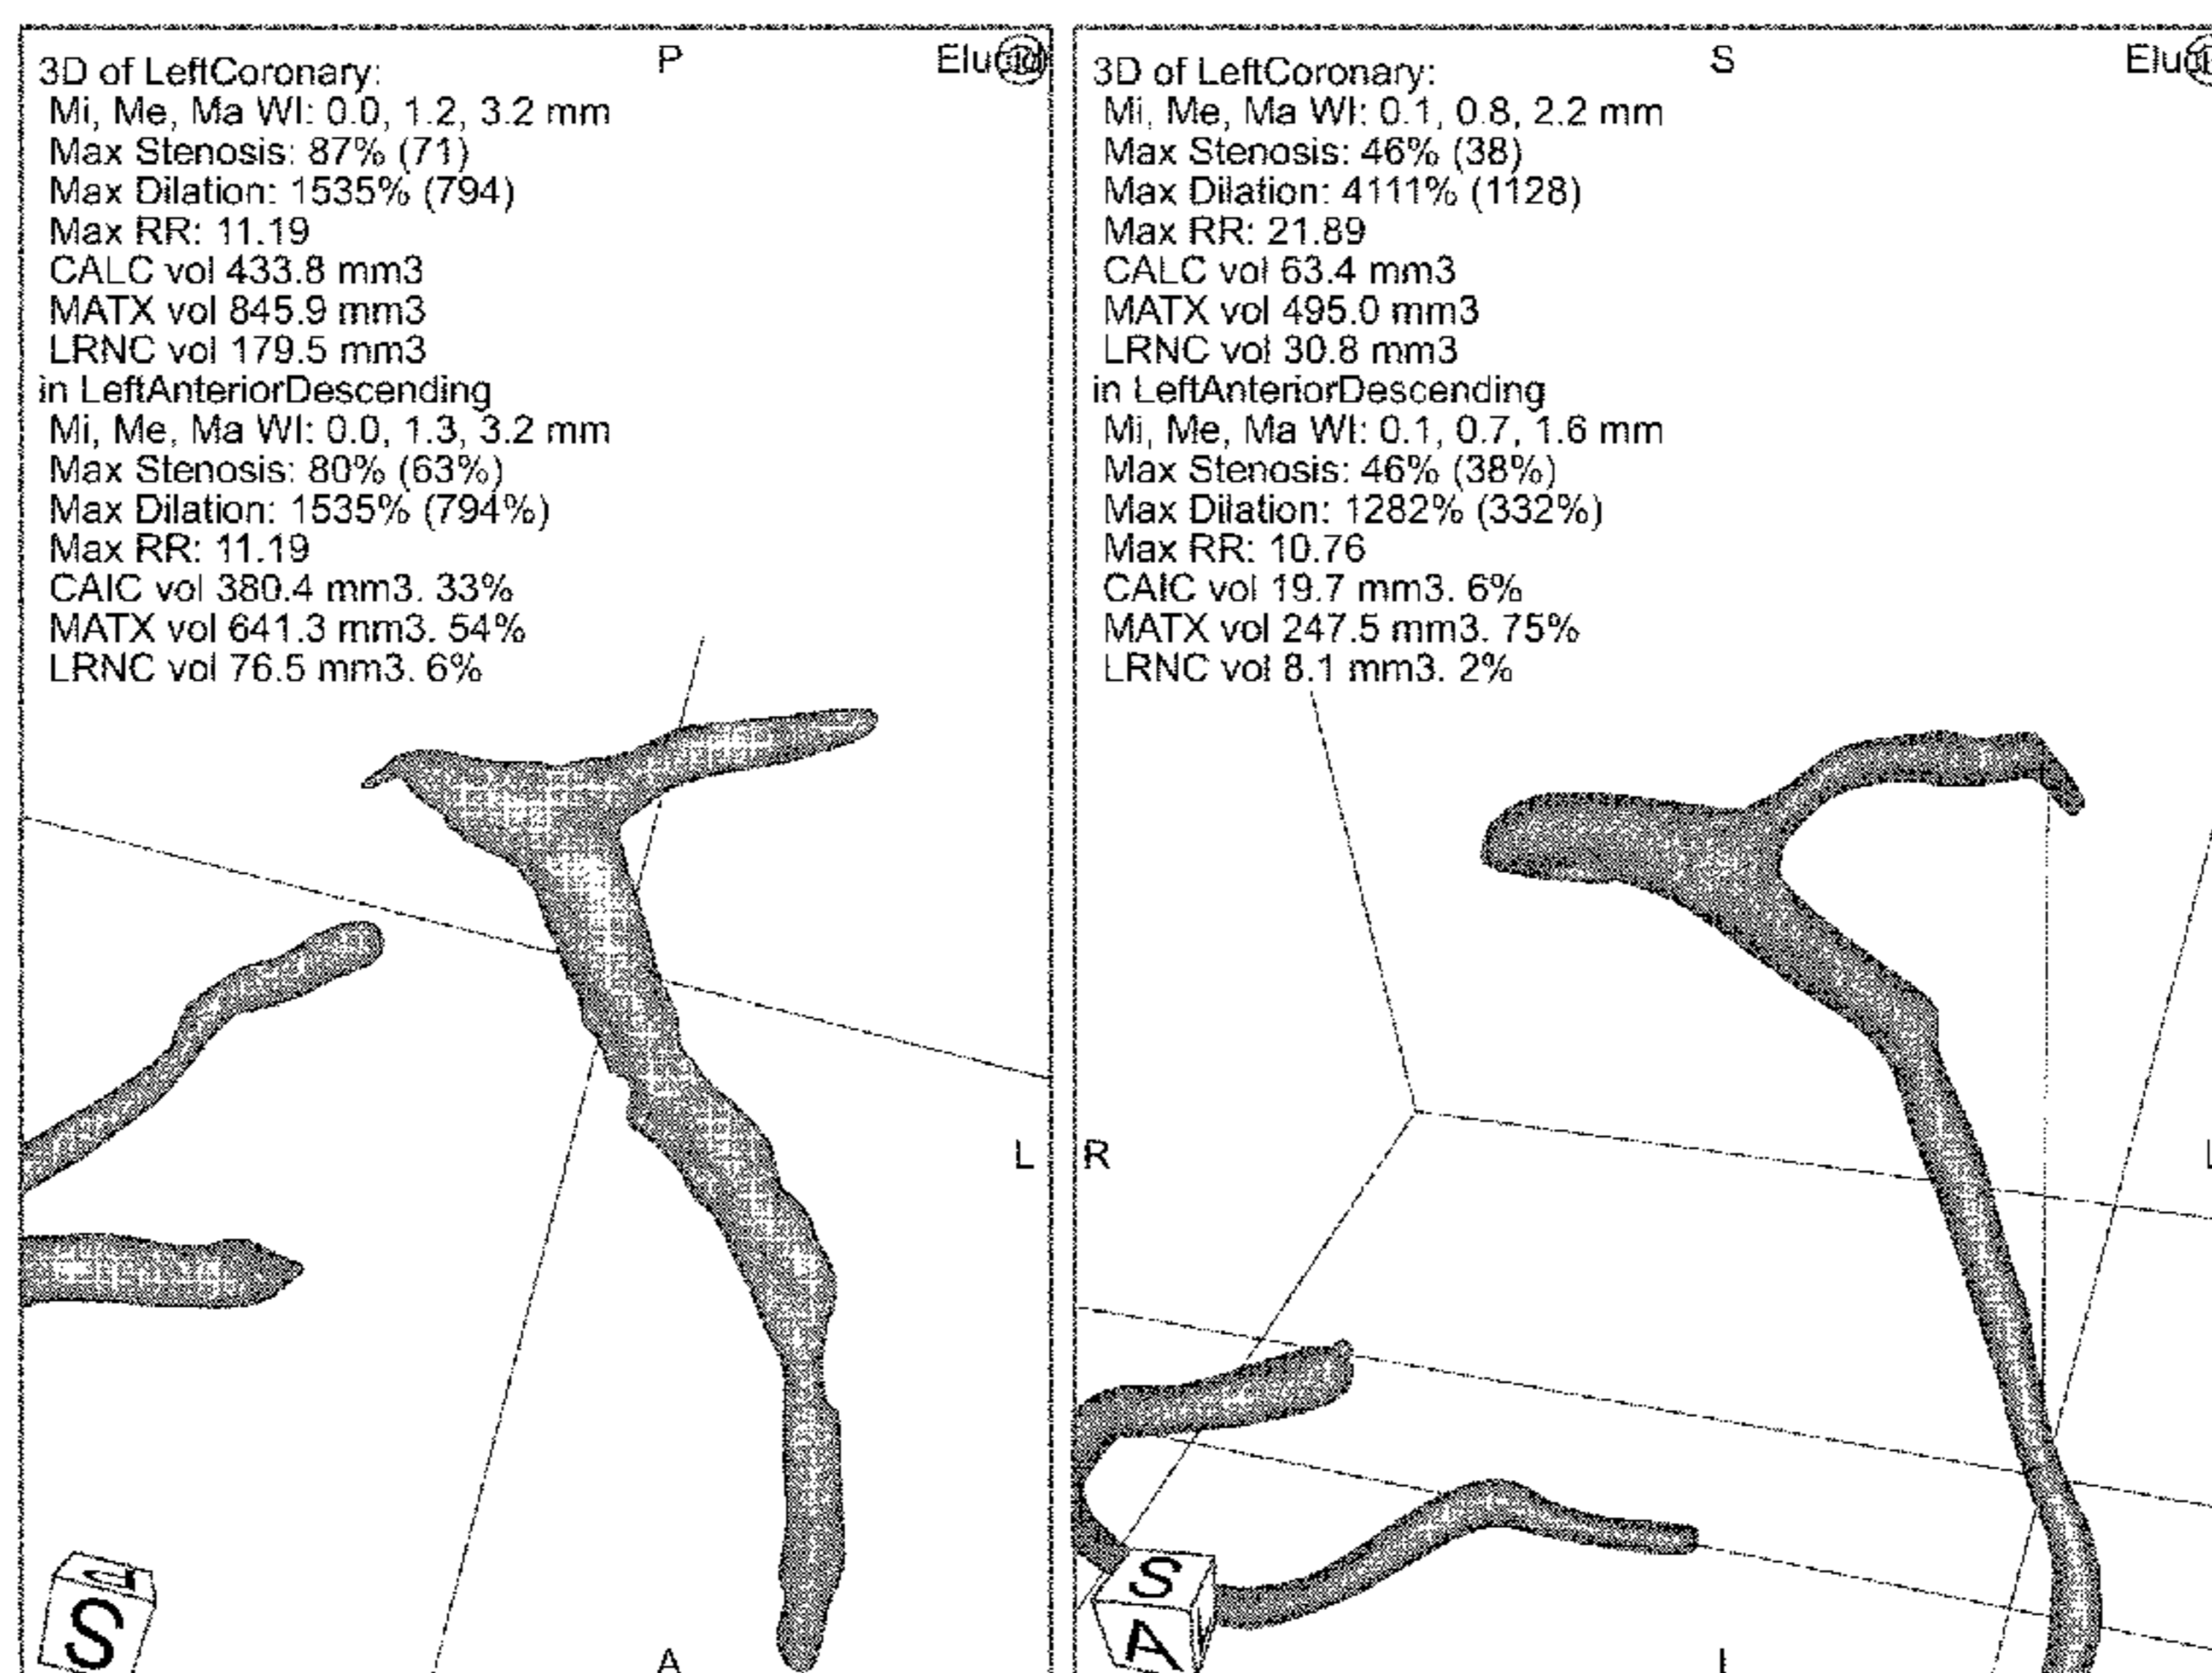 P
3D of LeftCoronary:
Mi, Me, Ma WI: 0.0, 1.2, 3.2 mm
Max Stenosis: 87% (71)
Max Dilation: 1535% (794)
Max RR: 11.19
CALC vol 433.8 mm3
MATX vol 845.9 mm3
LRNC vol 179.5 mm3
in LeftAnteriorDescending
Mi, Me, Ma WI: 0.0, 1.3, 3.2 mm
Max Stenosis: 80% (63%)
Max Dilation: 1535% (794%)
Max RR: 11.19
CAIC vol 380.4 mm3. 33%
MATX vol 641.3 mm3. 54%
LRNC vol 76.5 mm3. 6%
L
P
S
A
S
3D of LeftCoronary:
Mi, Me, Ma WI: 0.1, 0.8, 2.2 mm
Max Stenosis: 46% (38)
Max Dilation: 4111% (1128)
Max RR: 21.89
CALC vol 63.4 mm3
MATX vol 495.0 mm3
LRNC vol 30.8 mm3
in LeftAnteriorDescending
Mi, Me, Ma WI: 0.1, 0.7, 1.6 mm
Max Stenosis: 46% (38%)
Max Dilation: 1282% (332%)
Max RR: 10.76
CAIC vol 19.7 mm3. 6%
MATX vol 247.5 mm3. 75%
LRNC vol 8.1 mm3. 2%
R
S
A